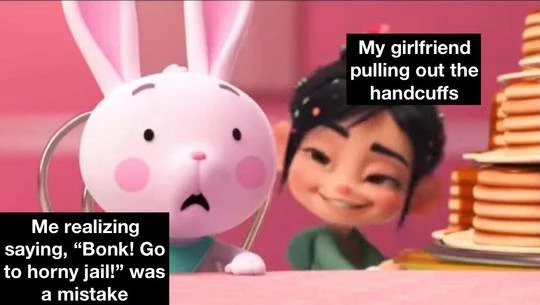 My girlfriend
pulling out the
handcuffs
Me realizing
saying, “Bonk! Go
to horny jail!” was
a mistake